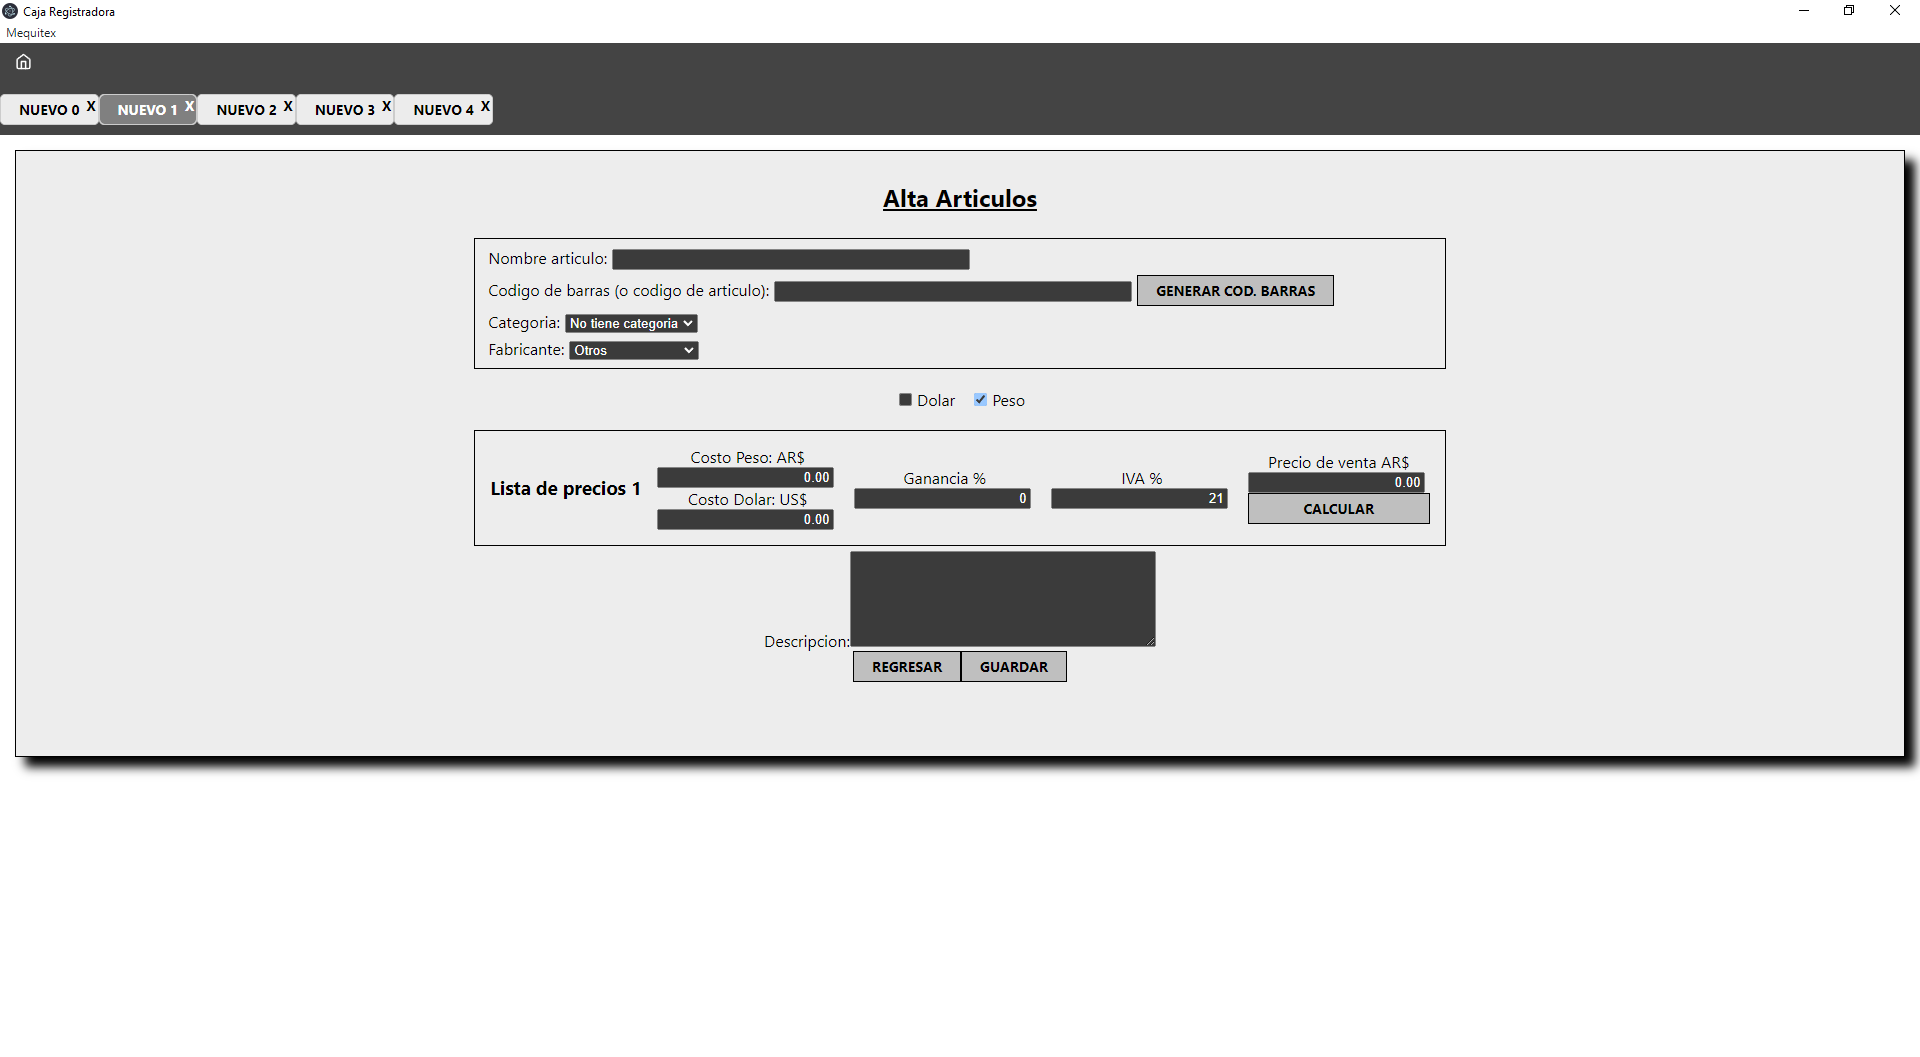 Caja Registradora
Mequitex
NUEVO 0 X NUEVO 1 X NUEVO 2 X NUEVO 3 X NUEVO 4 X
Alta Articulos
Nombre articulo:
Codigo de barras (o codigo de articulo): GENERAR COD. BARRAS
Categoria: No tiene categoria
Fabricante: Otros
Dolar Peso
Lista de precios 1
Costo Peso: AR$
0.00
Costo Dolar: US$
0.00
Ganancia %
0
IVA %
21
Precio de venta AR$
0.00
CALCULAR
Descripcion:
REGRESAR GUARDAR